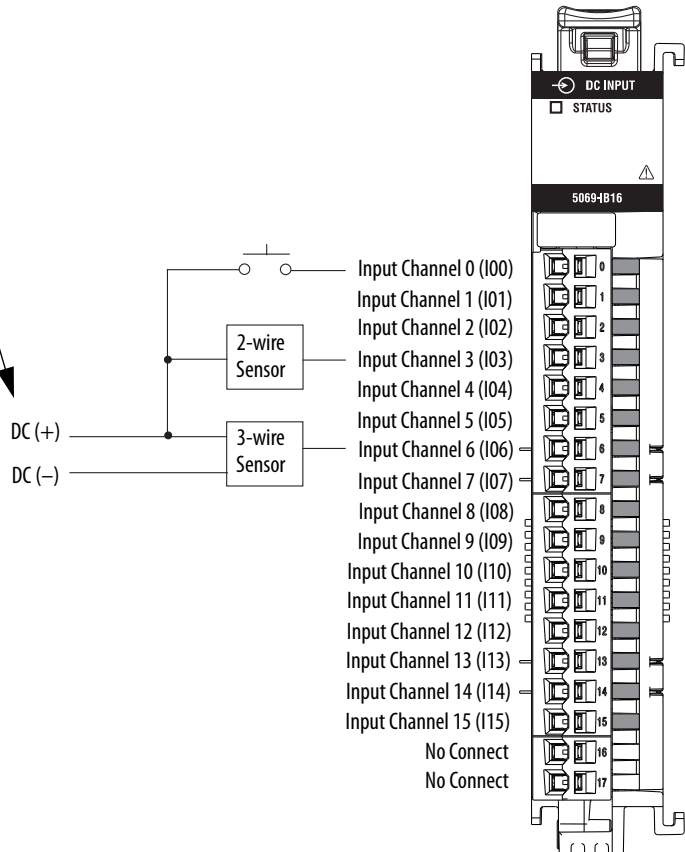 DC INPUT
STATUS
5069-IB16
Input Channel 0 (I00) 0
Input Channel 1 (I01) 1
Input Channel 2 (I02) 2
2-wire
Sensor
Input Channel 3 (I03) 3
Input Channel 4 (I04) 4
Input Channel 5 (I05) 5
DC (+)
3-wire
Sensor
Input Channel 6 (I06) 6
DC (–)
Input Channel 7 (I07) 7
Input Channel 8 (I08) 8
Input Channel 9 (I09) 9
Input Channel 10 (I10) 10
Input Channel 11 (I11) 11
Input Channel 12 (I12) 12
Input Channel 13 (I13) 13
Input Channel 14 (I14) 14
Input Channel 15 (I15) 15
No Connect 16
No Connect 17